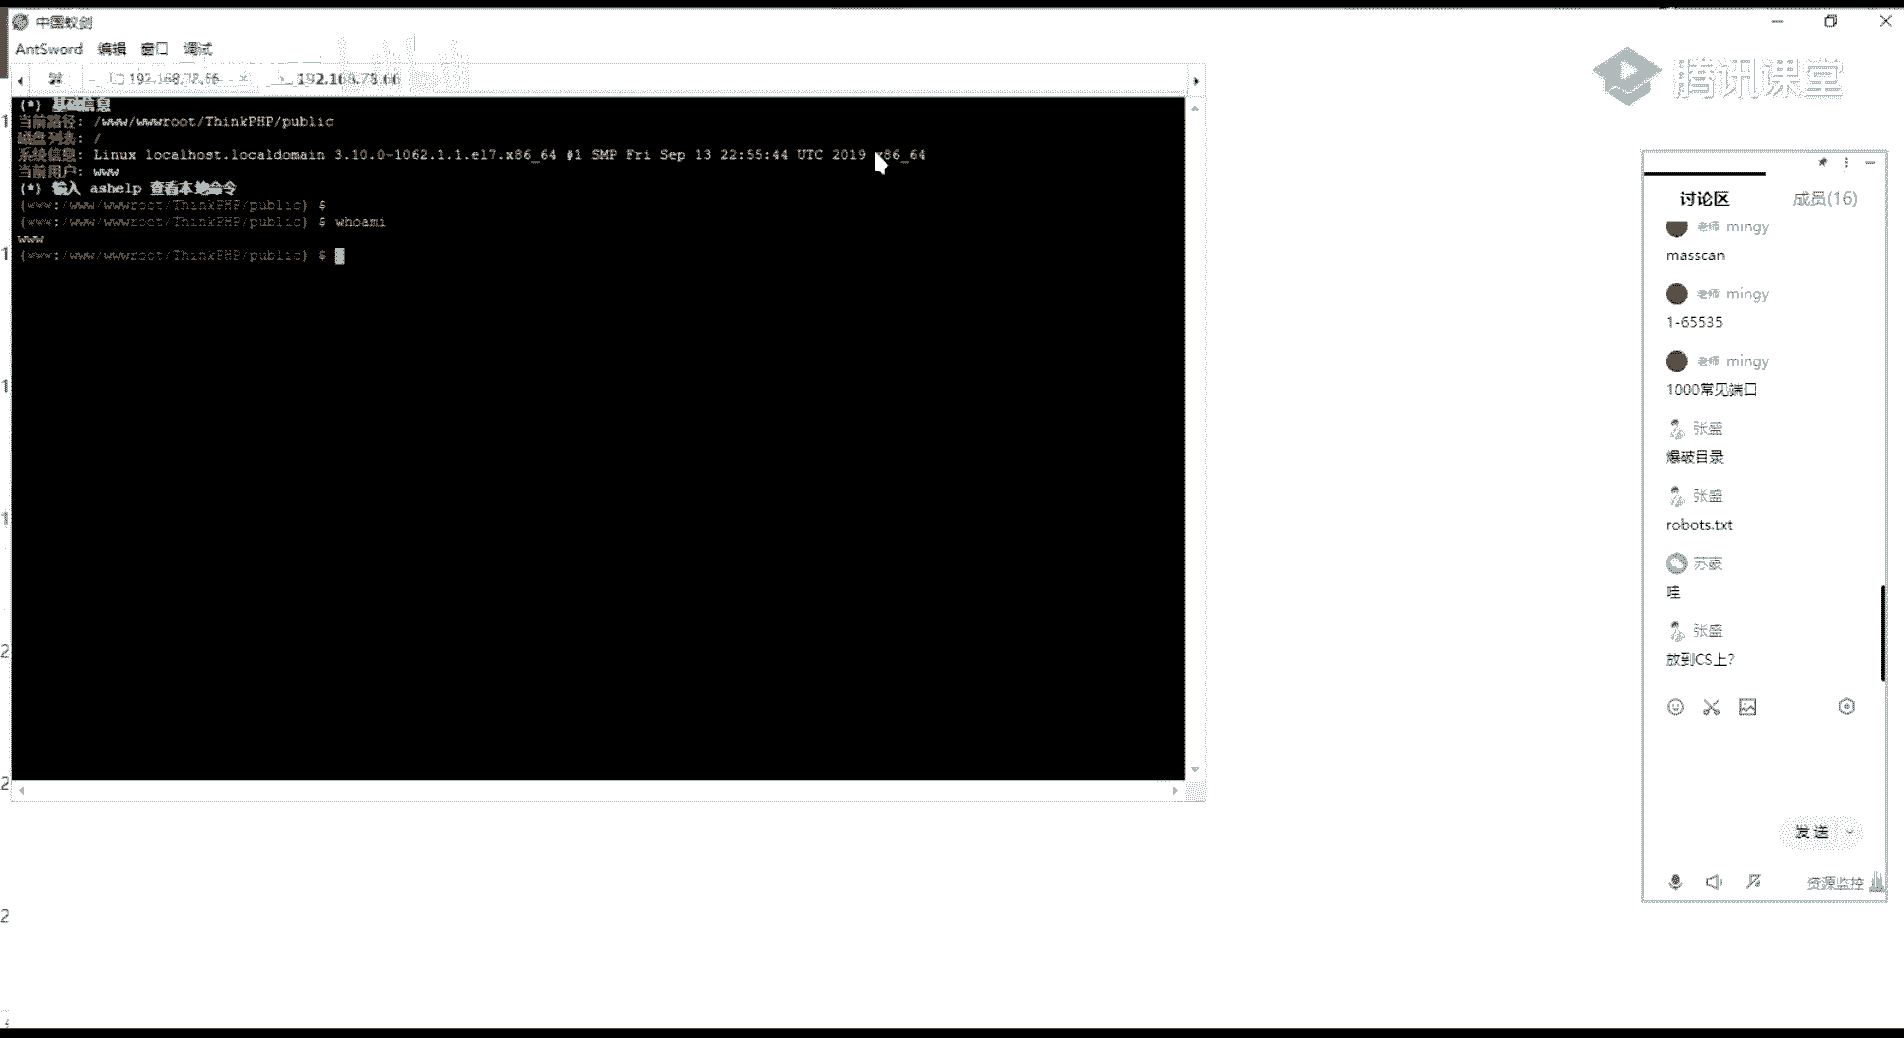 中国蚁剑
AntSword 编辑 窗口 调试
192.168.78.66
192.168.78.66
(*) 基础信息
当前路径: /www/wwwroot/ThinkPHP/public
磁盘列表: /
系统信息: Linux localhost.localdomain 3.10.0-1062.1.1.el7.x86_64 #1 SMP Fri Sep 13 22:55:44 UTC 2019 x86_64
当前用户: www
(*) 输入 ashelp 查看本地命令
(www:/www/wwwroot/ThinkPHP/public) $
(www:/www/wwwroot/ThinkPHP/public) $ whoami
www
(www:/www/wwwroot/ThinkPHP/public) $
腾讯课堂
讨论区 成员(16)
老师 mingy
masscan
老师 mingy
1-65535
老师 mingy
1000常见端口
张盛
爆破目录
张盛
robots.txt
苏豪
哇
张盛
放到CS上?
发送
资源监控